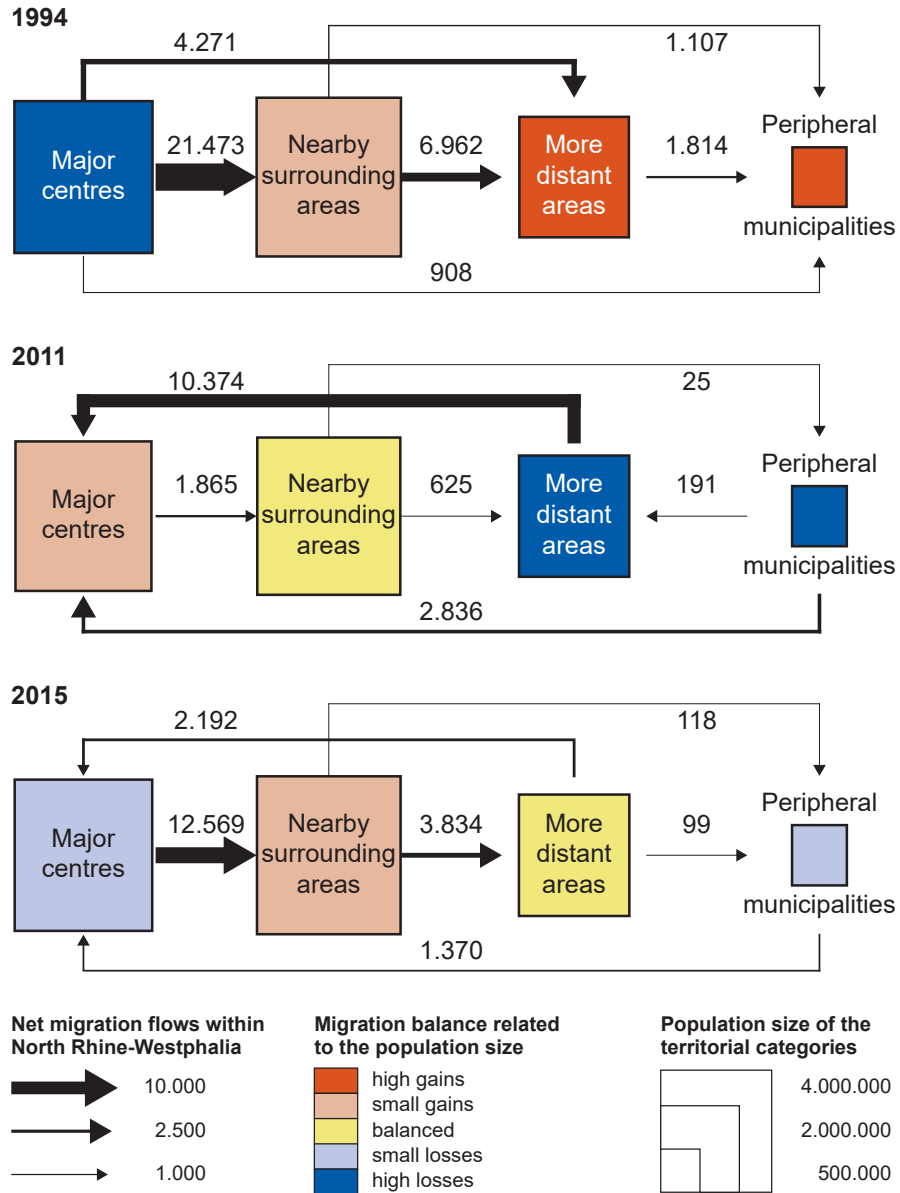 1994
4.271
1.107
Major
centres
21.473
Nearby
surrounding
areas
6.962
More
distant
areas
1.814
Peripheral
municipalities
908
2011
10.374
25
Major
centres
1.865
Nearby
surrounding
areas
625
More
distant
areas
191
Peripheral
municipalities
2.836
2015
2.192
118
Major
centres
12.569
Nearby
surrounding
areas
3.834
More
distant
areas
99
Peripheral
municipalities
1.370
Net migration flows within
North Rhine-Westphalia
10.000
2.500
1.000
Migration balance related
to the population size
high gains
small gains
balanced
small losses
high losses
Population size of the
territorial categories
4.000.000
2.000.000
500.000